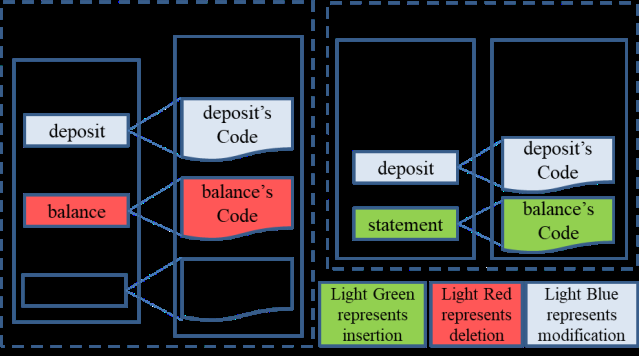 deposit
deposit's
Code
balance
balance's
Code
deposit
deposit's
Code
statement
balance's
Code
Light Green
represents
insertion
Light Red
represents
deletion
Light Blue
represents
modification